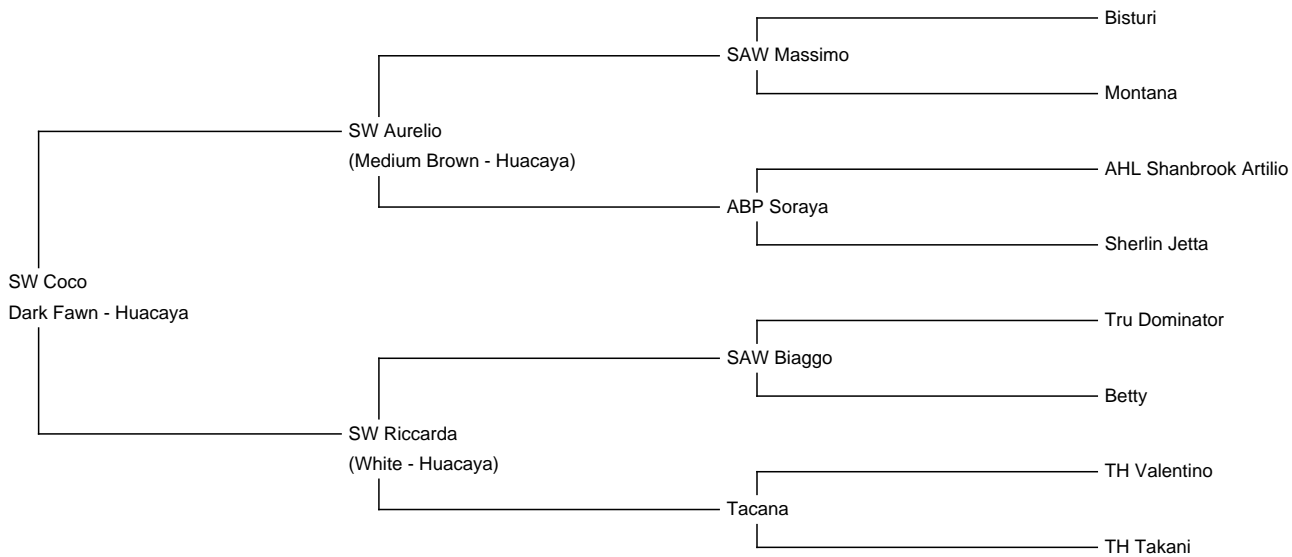 Bisturi
SAW Massimo
Montana
SW Aurelio
(Medium Brown - Huacaya)
AHL Shanbrook Artilio
ABP Soraya
Sherlin Jetta
SW Coco
Dark Fawn - Huacaya
Tru Dominator
SAW Biaggo
Betty
SW Riccarda
(White - Huacaya)
TH Valentino
Tacana
TH Takani